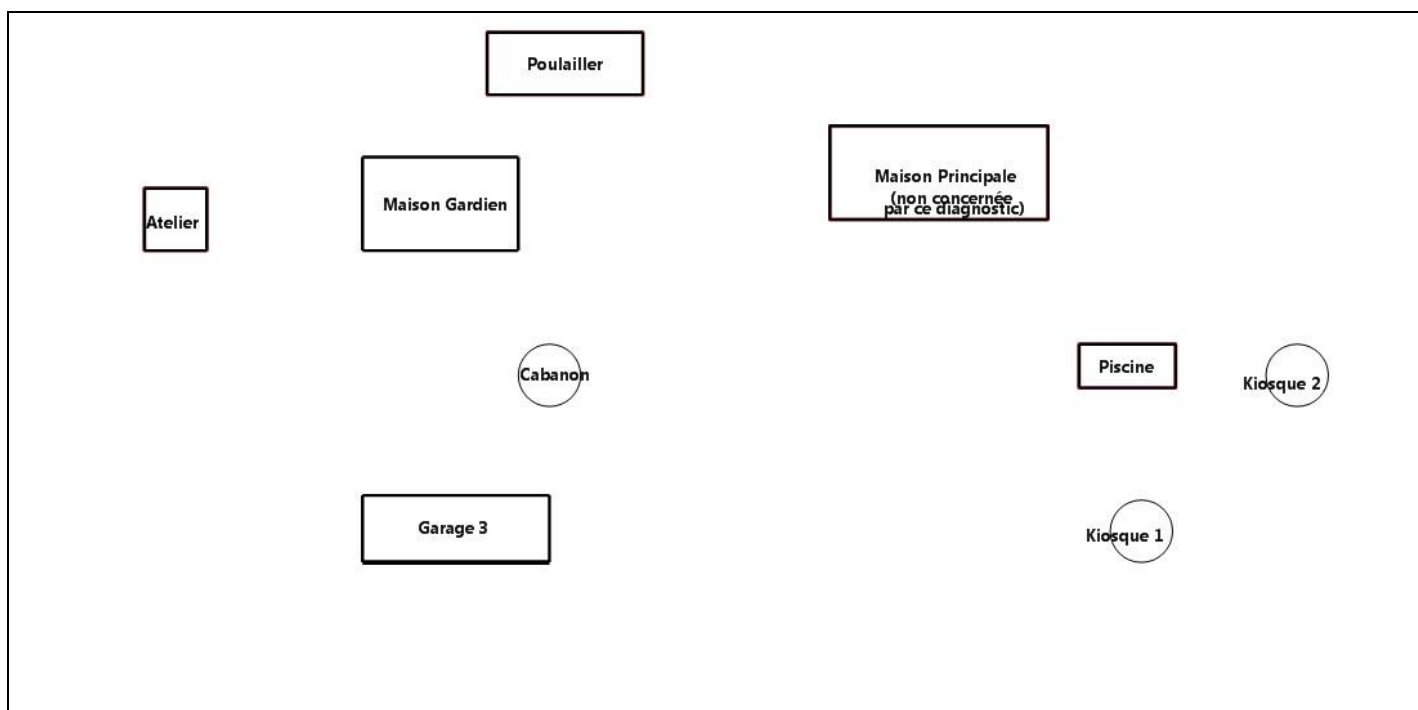 Poulailler
Maison Principale
(non concernée
par ce diagnostic)
Maison Gardien
Atelier
Piscine
Cabanon
Kiosque 2
Garage 3
Kiosque 1